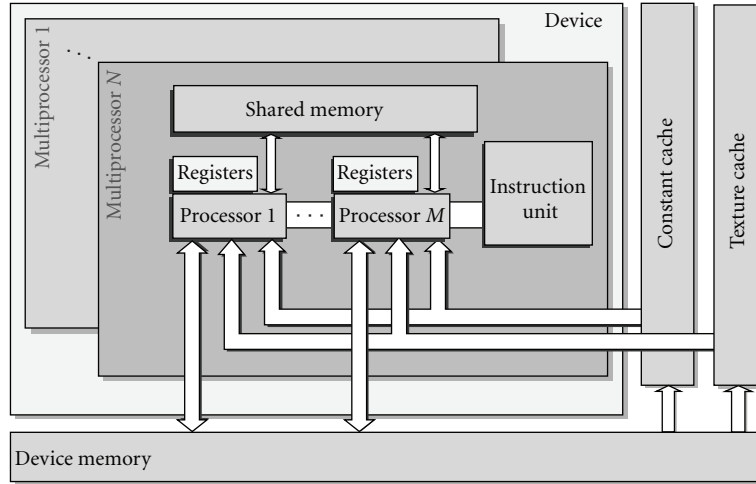 Device
Multiprocessor 1
. . .
Multiprocessor N
Shared memory
Registers
Registers
Processor 1
. . .
Processor M
Instruction
unit
Constant cache
Texture cache
Device memory